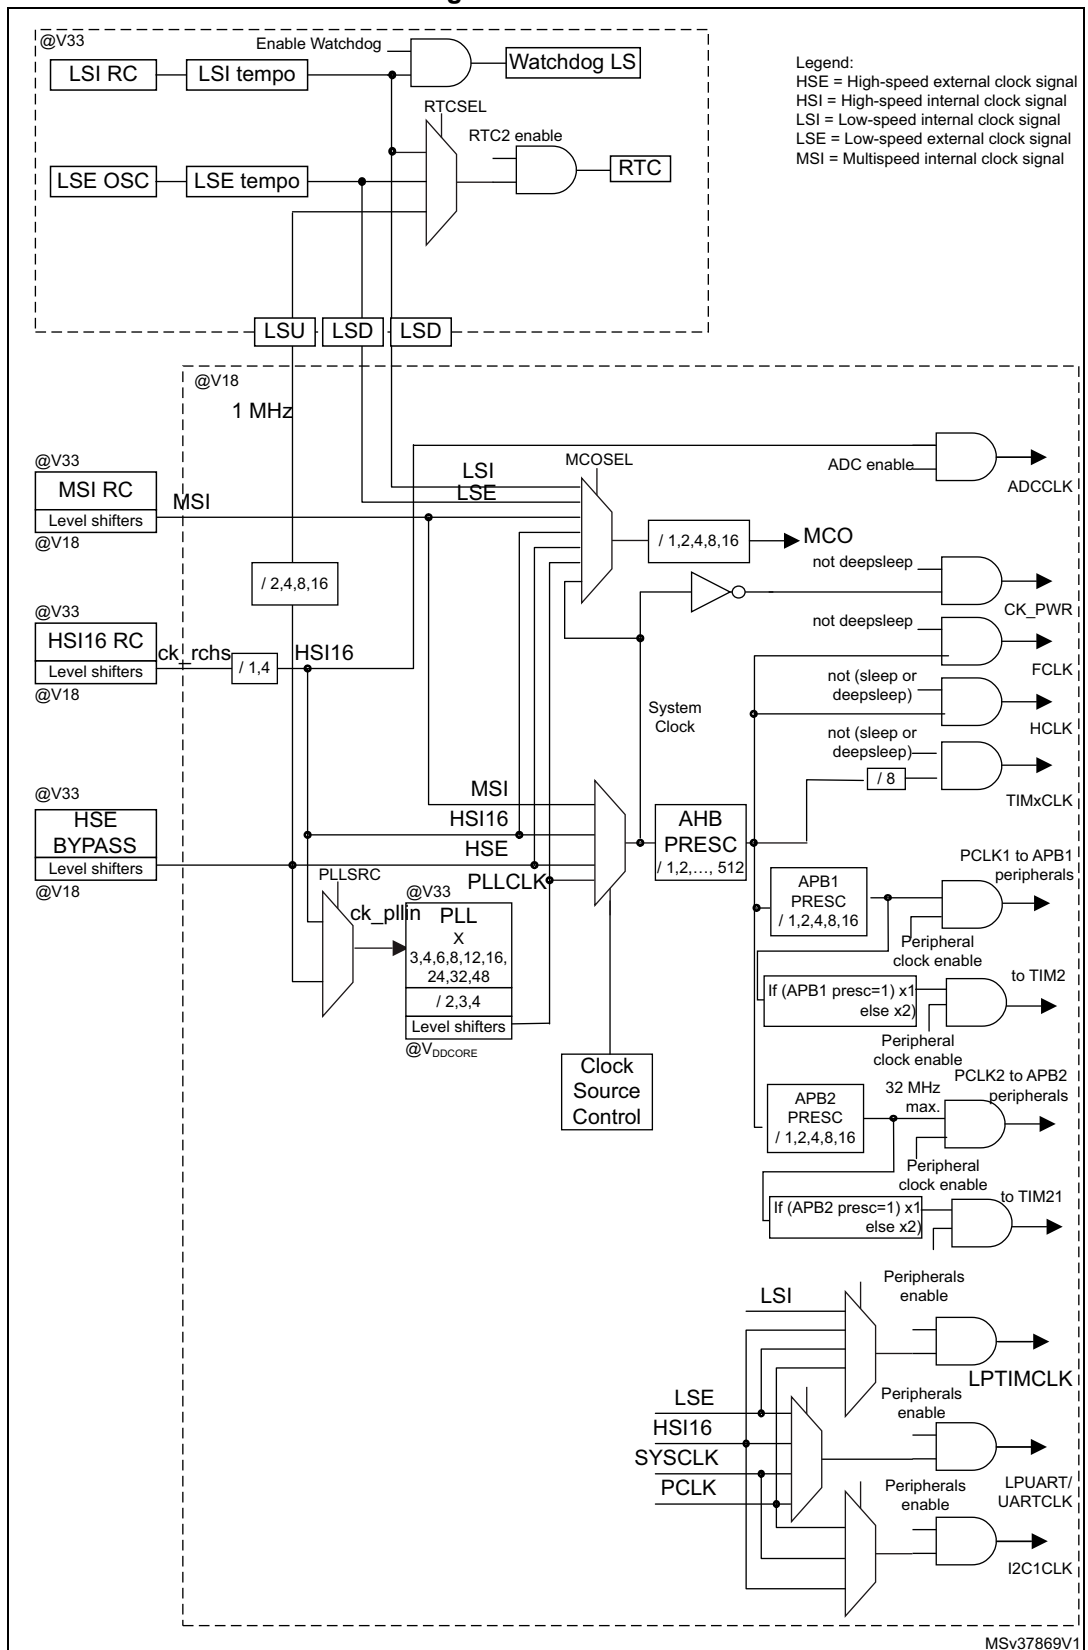 @V33
Enable Watchdog
LSI RC
LSI tempo
Watchdog LS
Legend:
HSE = High-speed external clock signal
HSI = High-speed internal clock signal
LSI = Low-speed internal clock signal
LSE = Low-speed external clock signal
MSI = Multispeed internal clock signal
RTCSEL
RTC2 enable
LSE OSC
LSE tempo
RTC
LSU
LSD
LSD
@V18
1 MHz
@V33
MSI RC
Level shifters
@V18
MSI
LSI
LSE
MCOSEL
ADC enable
ADCCLK
/ 1,2,4,8,16
MCO
/ 2,4,8,16
not deepsleep
CK_PWR
@V33
HSI16 RC
Level shifters
@V18
ck_rchs
/ 1,4
HSI16
not deepsleep
FCLK
not (sleep or
deepsleep)
HCLK
System
Clock
not (sleep or
deepsleep)
/ 8
TIMxCLK
@V33
HSE
BYPASS
Level shifters
@V18
MSI
HSI16
HSE
PLLCLK
AHB
PRESC
/ 1,2,..., 512
PLLSRC
ck_pllin
@V33
PLL
X
3,4,6,8,12,16,
24,32,48
/ 2,3,4
Level shifters
@VDDCORE
Clock
Source
Control
APB1
PRESC
/ 1,2,4,8,16
PCLK1 to APB1
peripherals
Peripheral
clock enable
If (APB1 presc=1) x1
else x2)
to TIM2
Peripheral
clock enable
APB2
PRESC
/ 1,2,4,8,16
32 MHz
max.
PCLK2 to APB2
peripherals
Peripheral
clock enable
If (APB2 presc=1) x1
else x2)
to TIM21
LSI
Peripherals
enable
LPTIMCLK
LSE
HSI16
SYSCLK
PCLK
Peripherals
enable
LPUART/
UARTCLK
Peripherals
enable
I2C1CLK
MSv37869V1